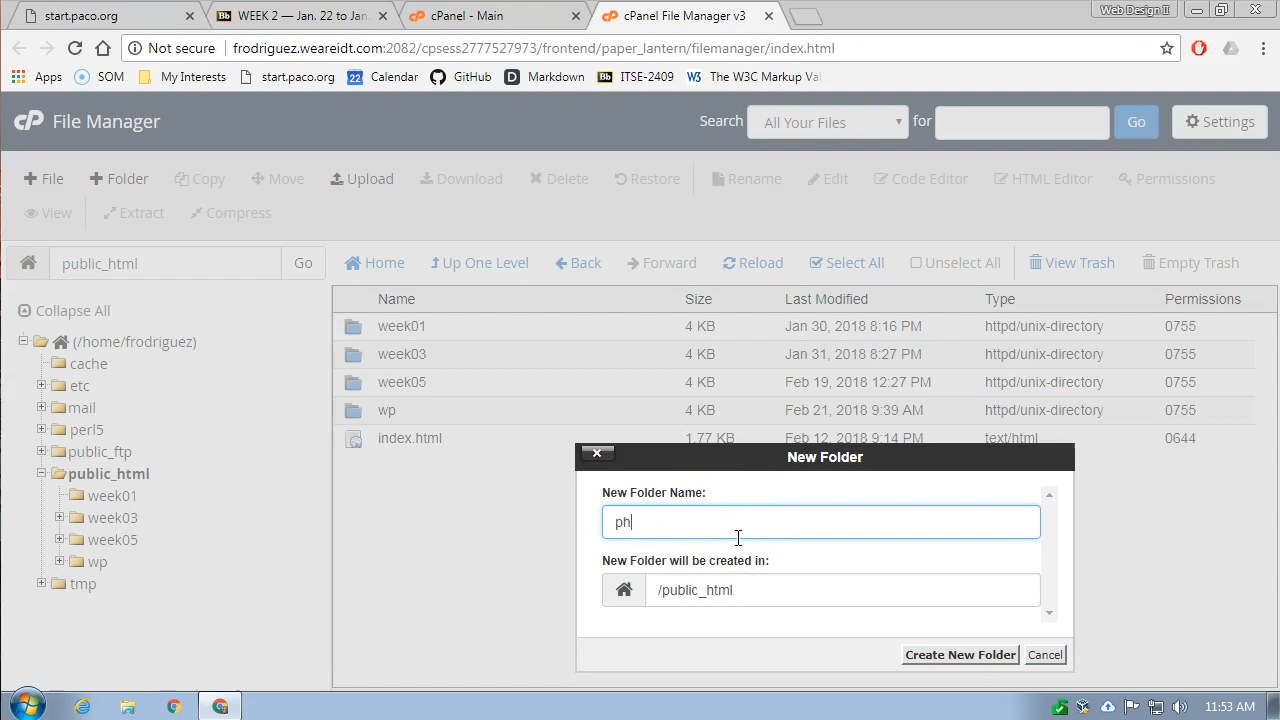 start.paco.org
WEEK 2 — Jan. 22 to Jan.
cPanel - Main
cPanel File Manager v3
Web Design II
Not secure
frodriguez.weareidt.com:2082/cpsess2777527973/frontend/paper_lantern/filemanager/index.html
Apps
SOM
My Interests
start.paco.org
22 Calendar
GitHub
D Markdown
Bb ITSE-2409
W3 The W3C Markup Val
cP File Manager
Search
All Your Files
for
Go
Settings
File
Folder
Copy
Move
Upload
Download
Delete
Restore
Rename
Edit
Code Editor
HTML Editor
Permissions
View
Extract
Compress
public_html
Go
Home
Up One Level
Back
Forward
Reload
Select All
Unselect All
View Trash
Empty Trash
Collapse All
(/home/frodriguez)
cache
etc
mail
perl5
public_ftp
public_html
week01
week03
week05
wp
tmp
Name Size Last Modified Type Permissions
week01 4 KB Jan 30, 2018 8:16 PM httpd/unix-directory 0755
week03 4 KB Jan 31, 2018 8:27 PM httpd/unix-directory 0755
week05 4 KB Feb 19, 2018 12:27 PM httpd/unix-directory 0755
wp 4 KB Feb 21, 2018 9:39 AM httpd/unix-directory 0755
index.html 1.77 KB Feb 12, 2018 9:14 PM text/html 0644
New Folder
New Folder Name:
ph
New Folder will be created in:
/public_html
Create New Folder
Cancel
11:53 AM